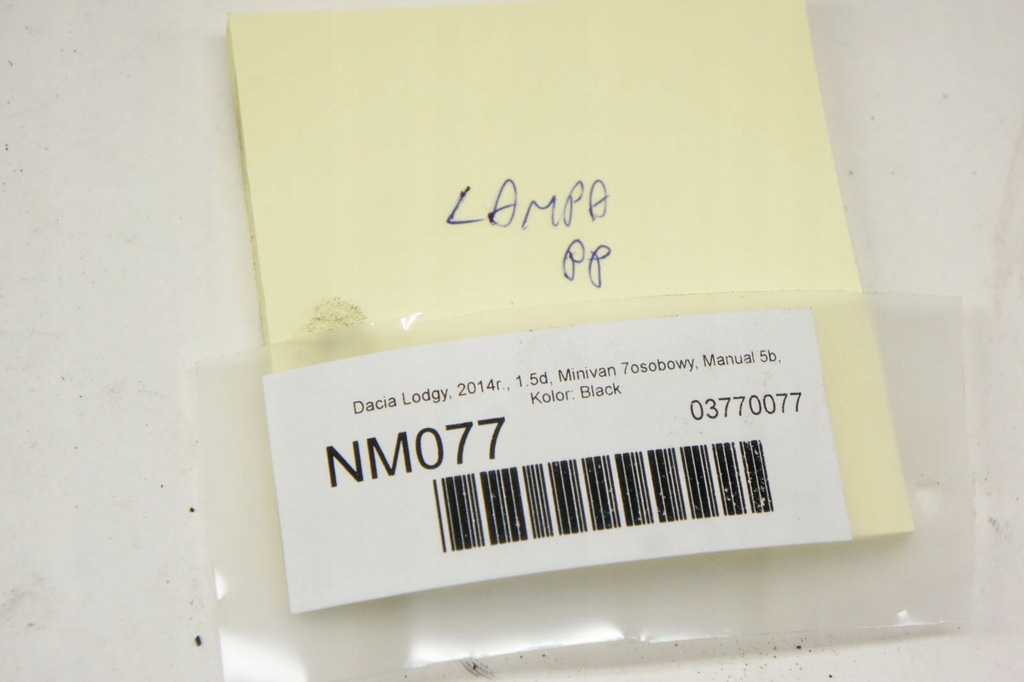 LAMPA
PP
Dacia Lodgy, 2014r., 1.5d, Minivan 7osobowy, Manual 5b,
Kolor: Black
03770077
NM077